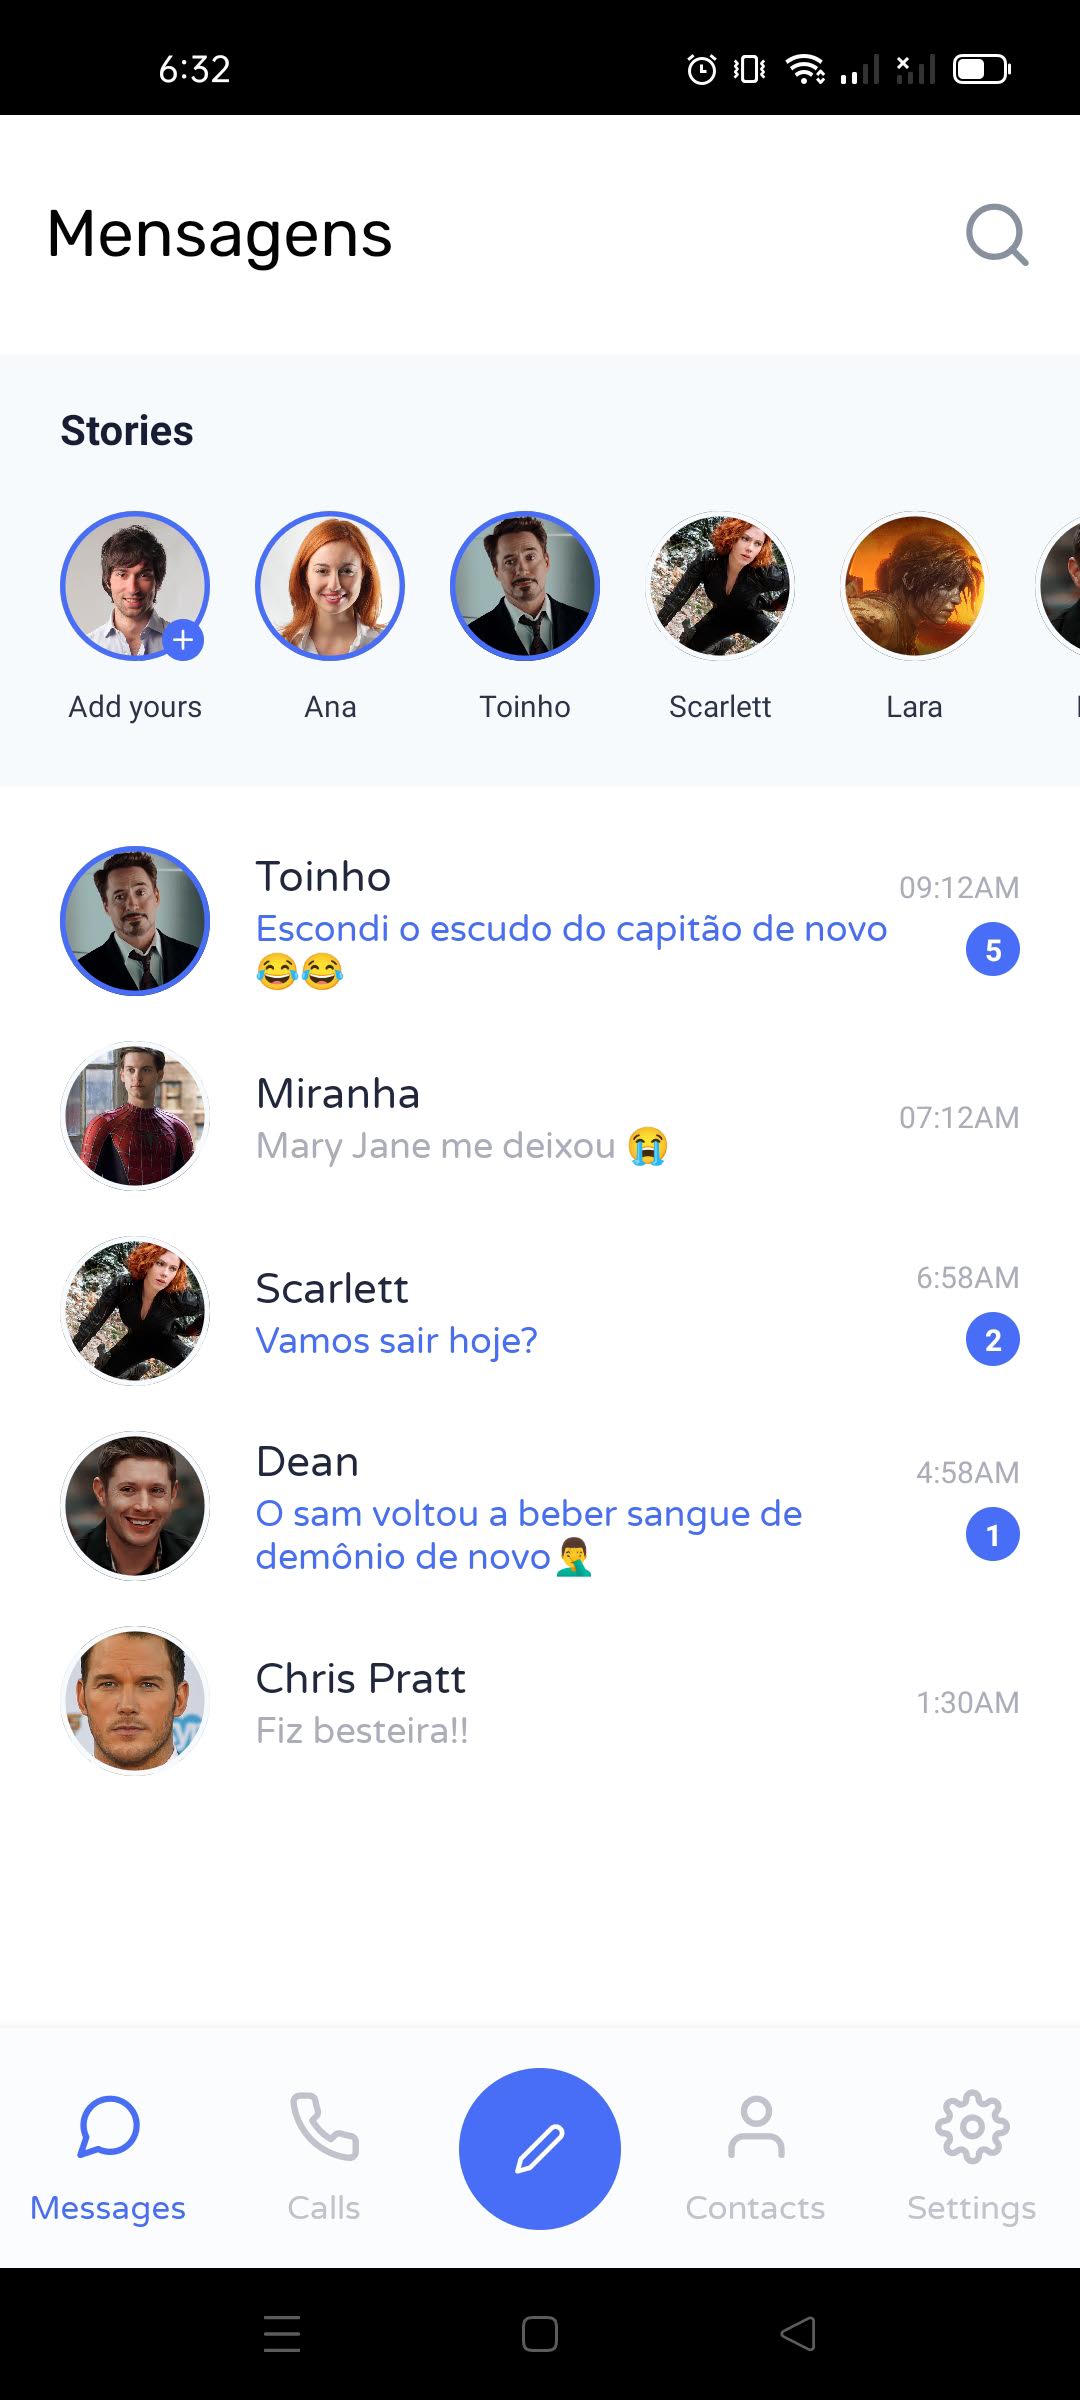 6:32
Mensagens
Stories
Add yours
Ana
Toinho
Scarlett
Lara
Toinho
09:12AM
Escondi o escudo do capitão de novo
😂😂
5
Miranha
07:12AM
Mary Jane me deixou 😭
Scarlett
6:58AM
Vamos sair hoje?
2
Dean
4:58AM
O sam voltou a beber sangue de
demônio de novo🤦‍♂️
1
Chris Pratt
1:30AM
Fiz besteira!!
Messages
Calls
Contacts
Settings